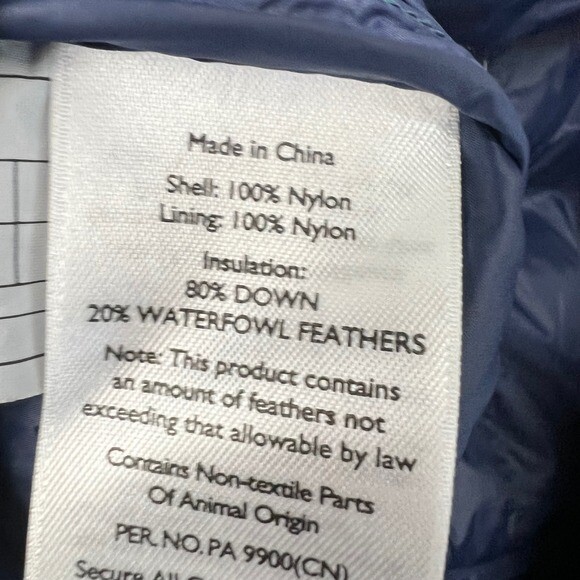 Made in China
Shell: 100% Nylon
Lining: 100% Nylon
Insulation:
80% DOWN
20% WATERFOWL FEATHERS
Note: This product contains
an amount of feathers not
exceeding that allowable by law
Contains Non-textile Parts
Of Animal Origin
PER. NO. PA 9900(CN)
Secure All